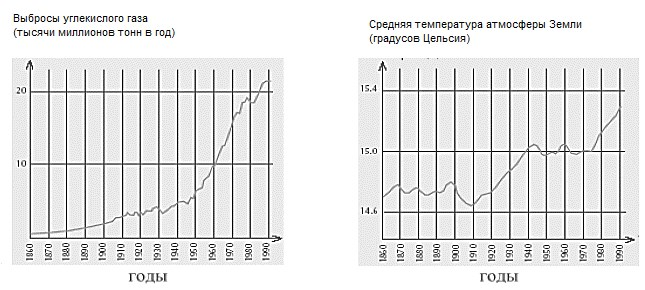 Выбросы углекислого газа
(тысячи миллионов тонн в год)
20
10
1860 1870 1880 1890 1900 1910 1920 1930 1940 1950 1960 1970 1980 1990
ГОДЫ
Средняя температура атмосферы Земли
(градусов Цельсия)
15.4
15.0
14.6
1860 1870 1880 1890 1900 1910 1920 1930 1940 1950 1960 1970 1980 1990
ГОДЫ